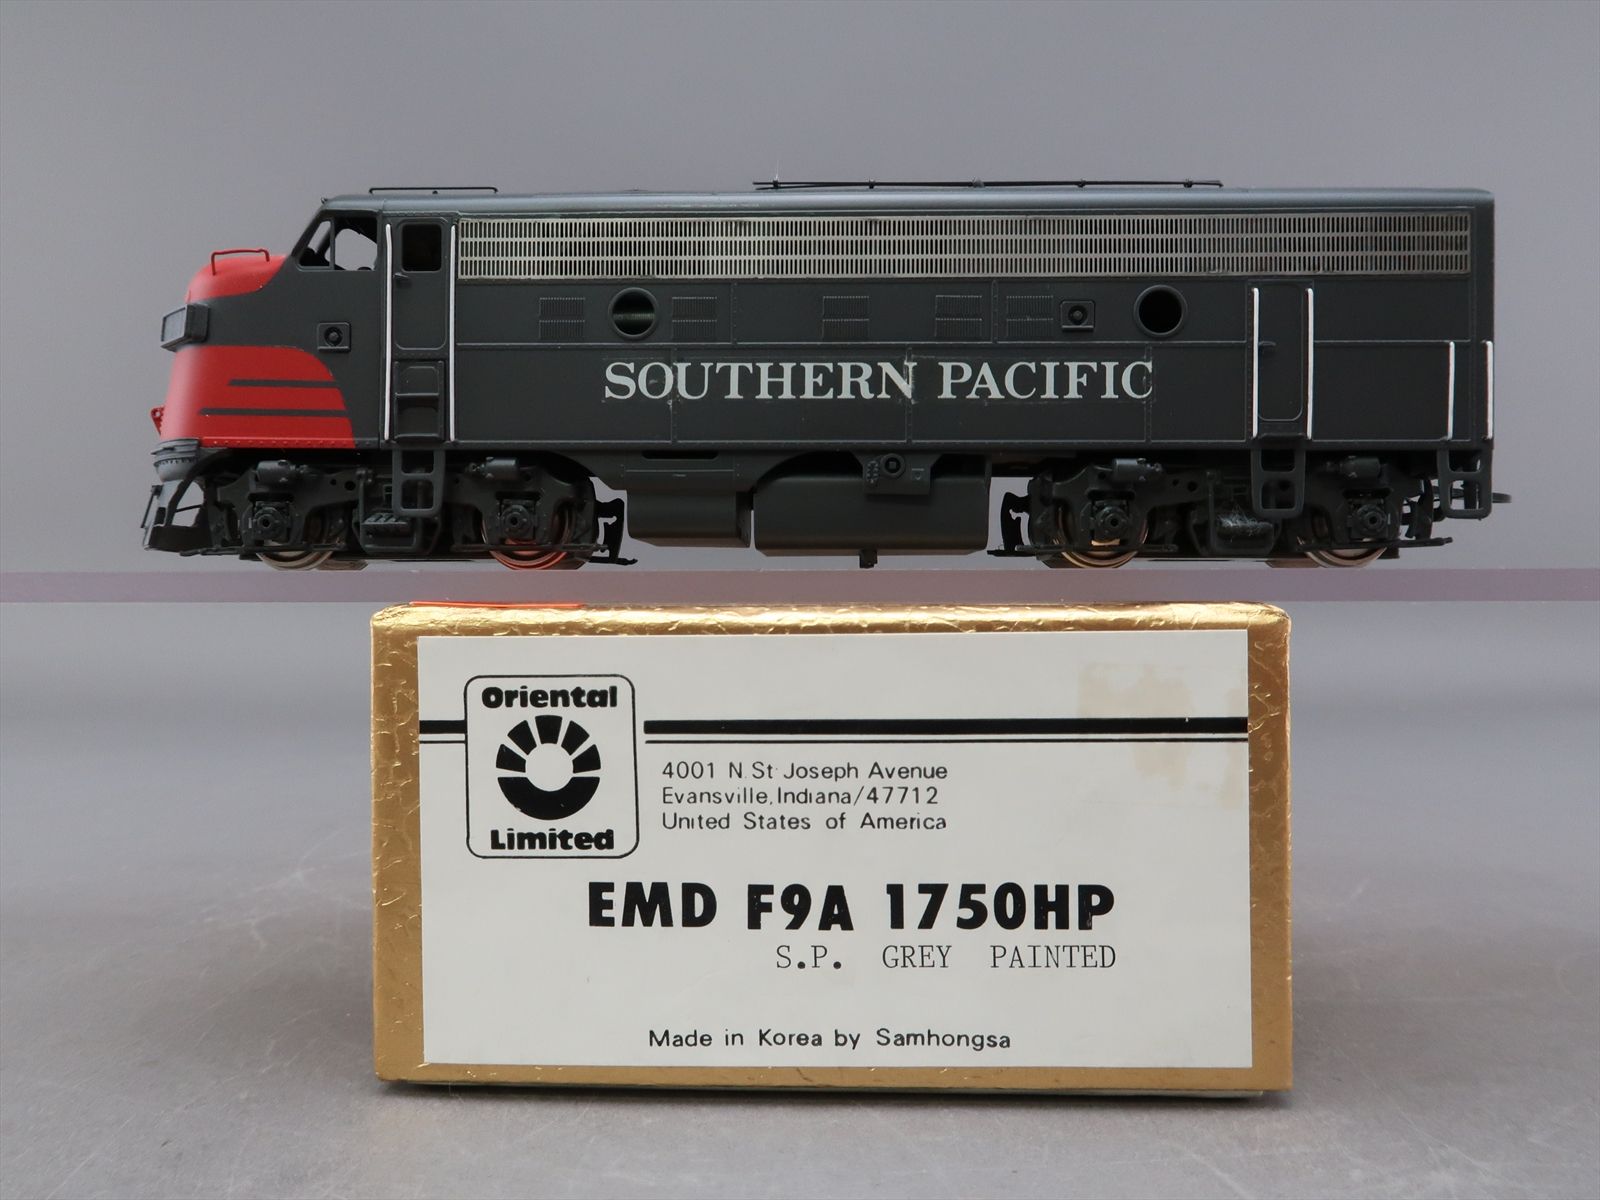 SOUTHERN PACIFIC
Oriental
Limited
4001 N. St. Joseph Avenue
Evansville, Indiana/47712
United States of America
EMD F9A 1750HP
S.P. GREY PAINTED
Made in Korea by Samhongsa